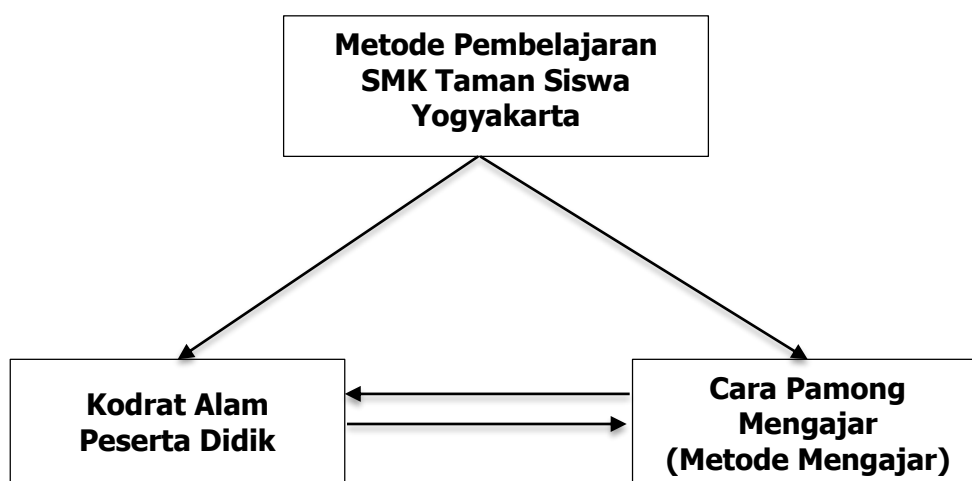 Metode Pembelajaran
SMK Taman Siswa
Yogyakarta
Kodrat Alam
Peserta Didik
Cara Pamong
Mengajar
(Metode Mengajar)